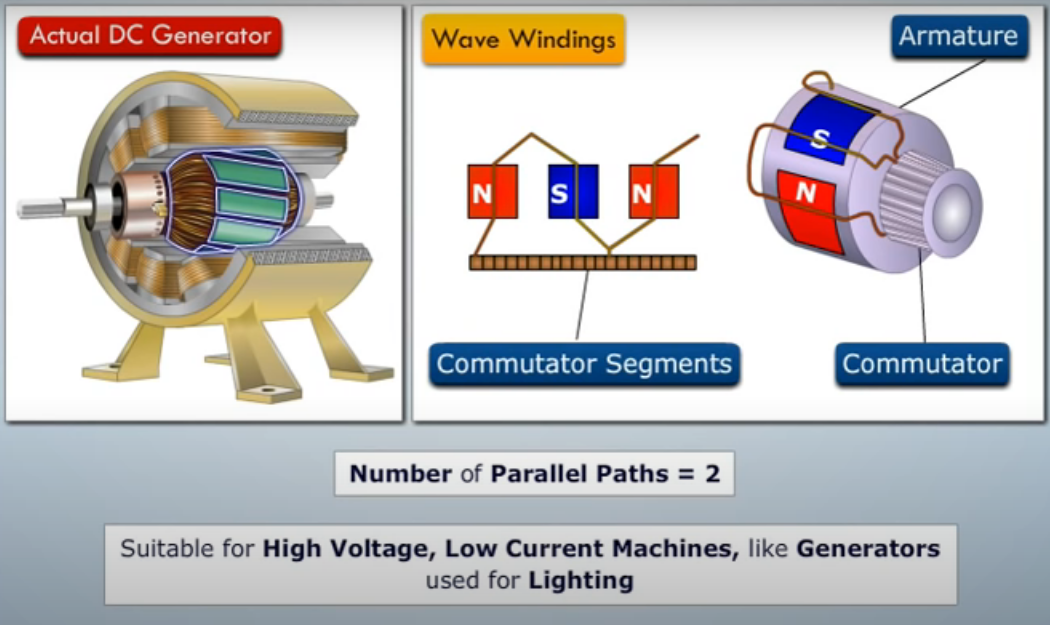 Actual DC Generator
Wave Windings
Armature
N
S
N
S
N
Commutator Segments
Commutator
Number of Parallel Paths = 2
Suitable for High Voltage, Low Current Machines, like Generators
used for Lighting